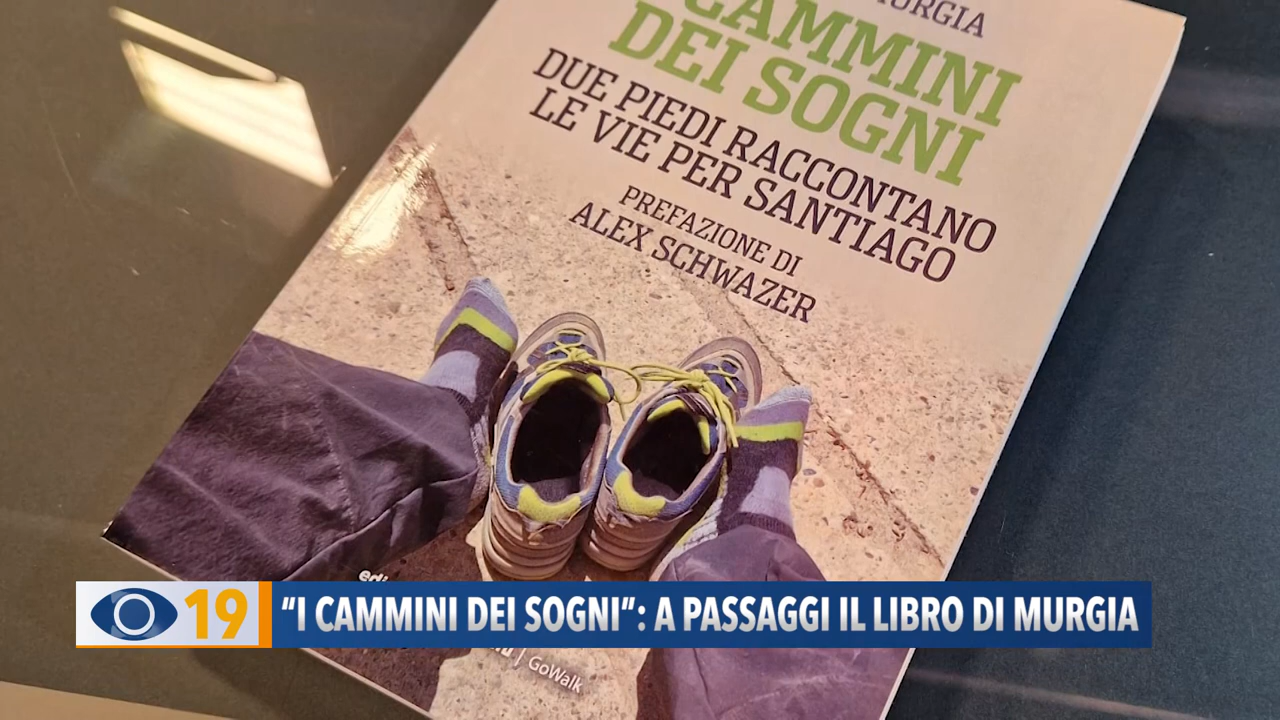 MURGIA
CAMMINI
DEI SOGNI
DUE PIEDI RACCONTANO
LE VIE PER SANTIAGO
PREFAZIONE DI
ALEX SCHWAZER
19
“I CAMMINI DEI SOGNI”: A PASSAGGI IL LIBRO DI MURGIA
| GoWalk